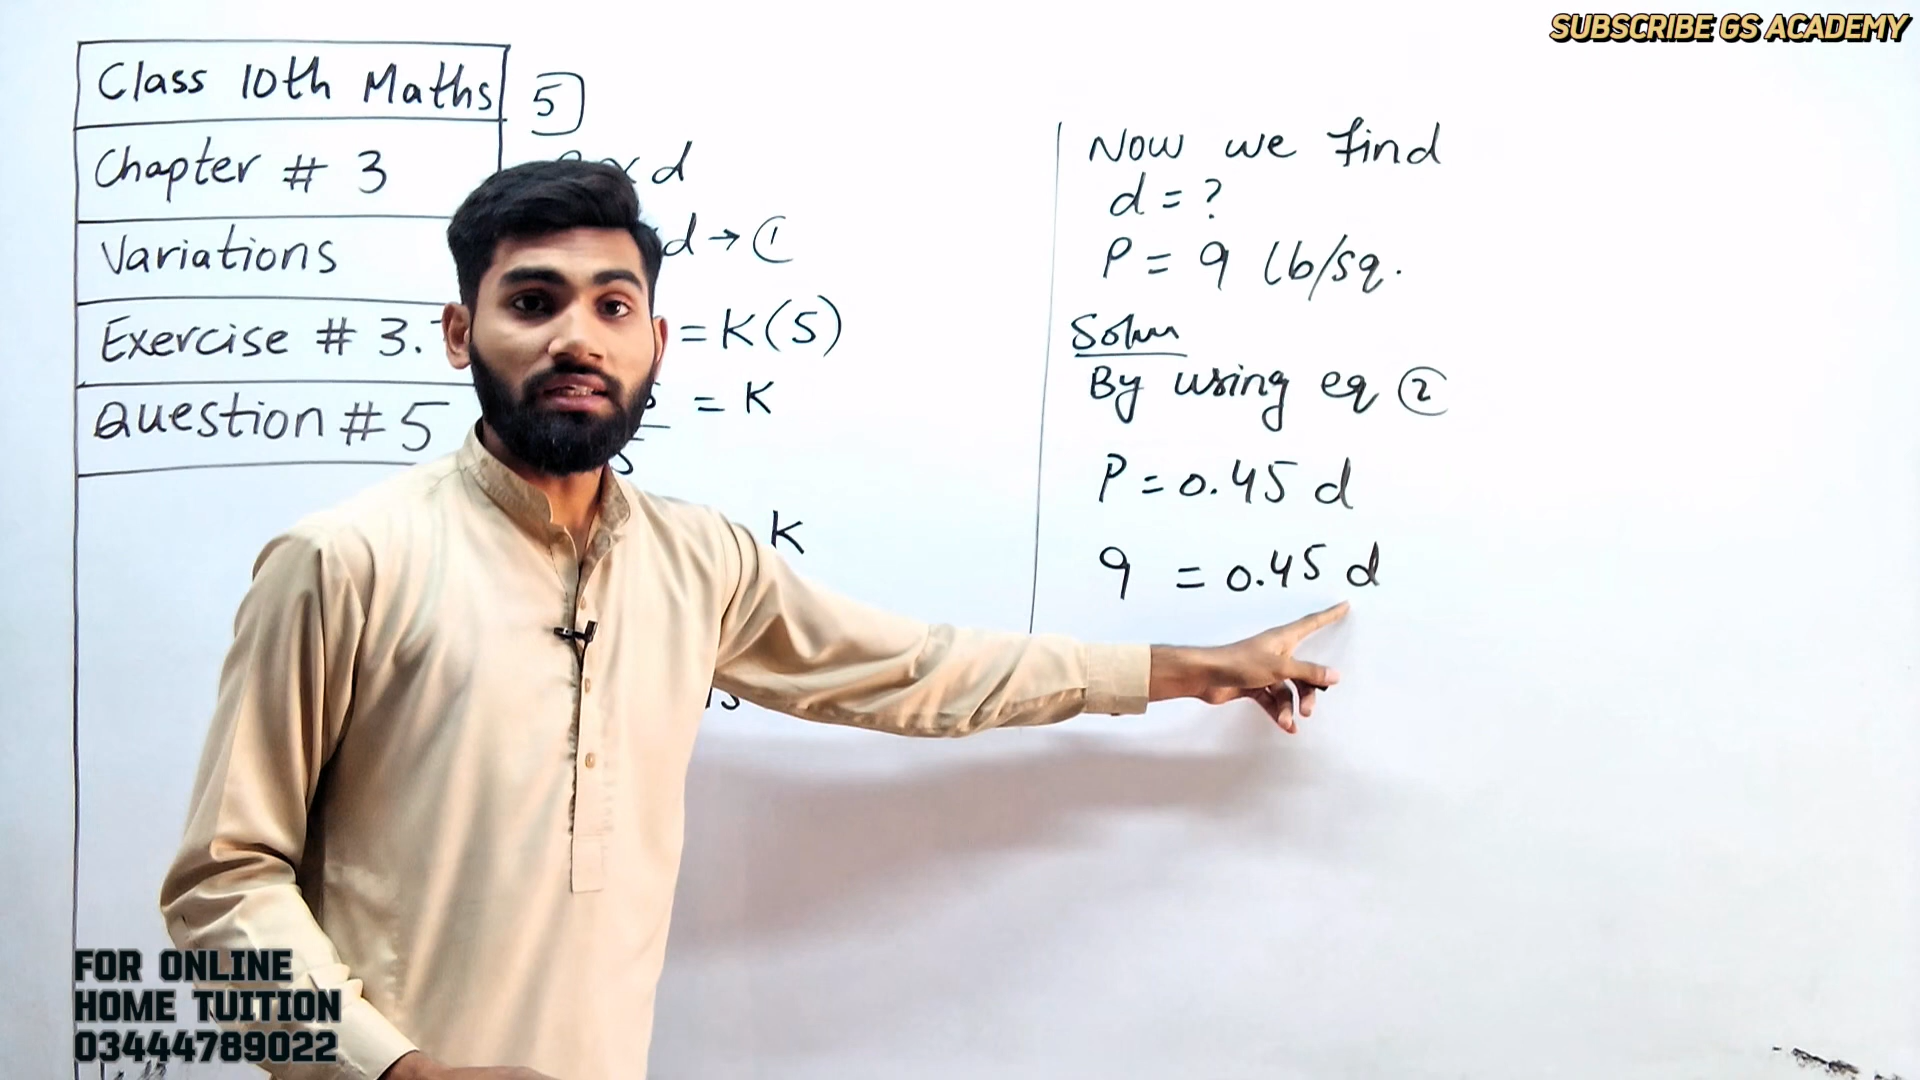 SUBSCRIBE GS ACADEMY
Class 10th Maths
Chapter # 3
Variations
Exercise # 3.
Question # 5
5
d
d → ①
= K(5)
= K
K
Now we find
d = ?
P = 9 lb/sq.
Soln
By using eq ②
P = 0.45 d
9 = 0.45 d
FOR ONLINE
HOME TUITION
03444789022